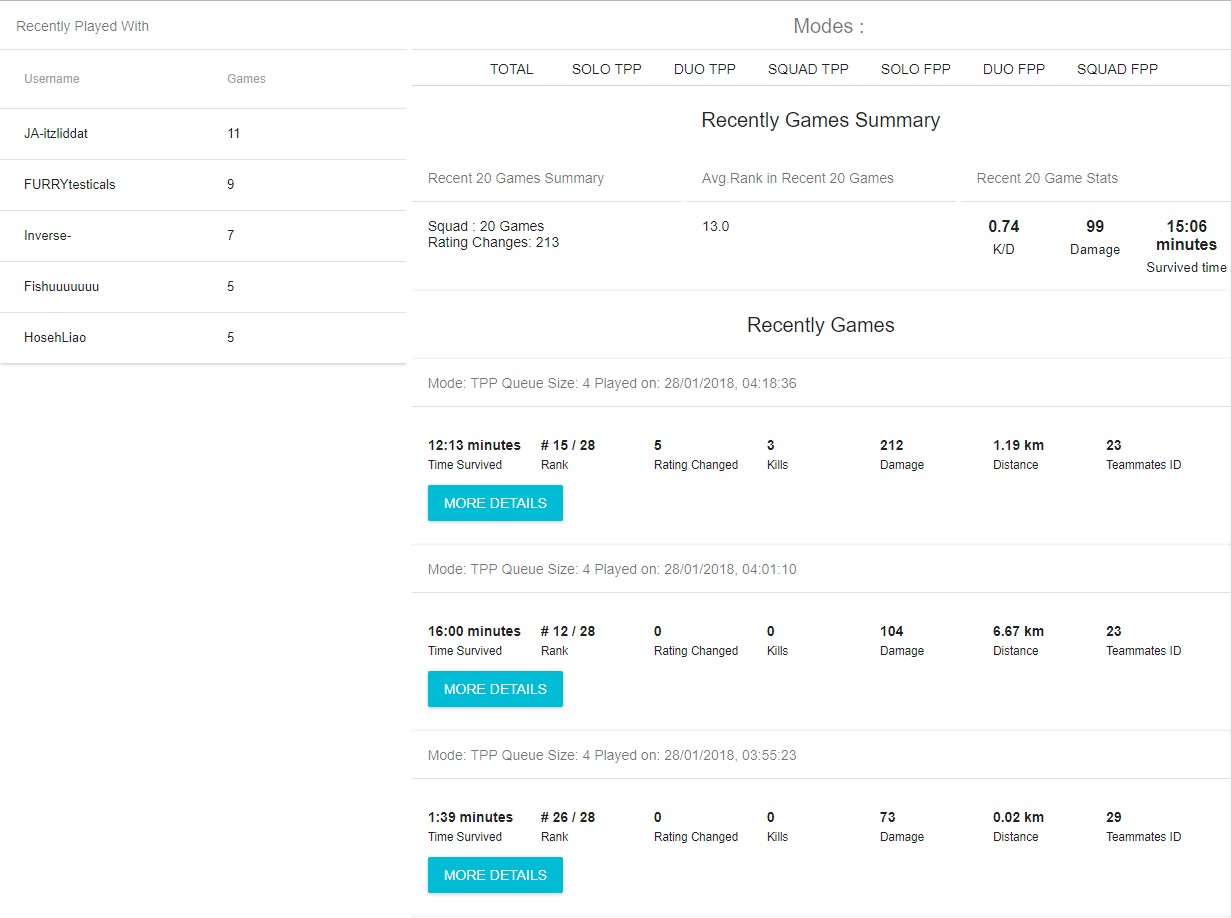 Recently Played With
Username Games
JA-itzliddat 11
FURRYtesticals 9
Inverse- 7
Fishuuuuuuu 5
HosehLiao 5
Modes :
TOTAL SOLO TPP DUO TPP SQUAD TPP SOLO FPP DUO FPP SQUAD FPP
Recently Games Summary
Recent 20 Games Summary Avg.Rank in Recent 20 Games Recent 20 Game Stats
Squad : 20 Games
Rating Changes: 213
13.0
0.74
K/D
99
Damage
15:06
minutes
Survived time
Recently Games
Mode: TPP Queue Size: 4 Played on: 28/01/2018, 04:18:36
12:13 minutes # 15 / 28 5 3 212 1.19 km 23
Time Survived Rank Rating Changed Kills Damage Distance Teammates ID
MORE DETAILS
Mode: TPP Queue Size: 4 Played on: 28/01/2018, 04:01:10
16:00 minutes # 12 / 28 0 0 104 6.67 km 23
Time Survived Rank Rating Changed Kills Damage Distance Teammates ID
MORE DETAILS
Mode: TPP Queue Size: 4 Played on: 28/01/2018, 03:55:23
1:39 minutes # 26 / 28 0 0 73 0.02 km 29
Time Survived Rank Rating Changed Kills Damage Distance Teammates ID
MORE DETAILS